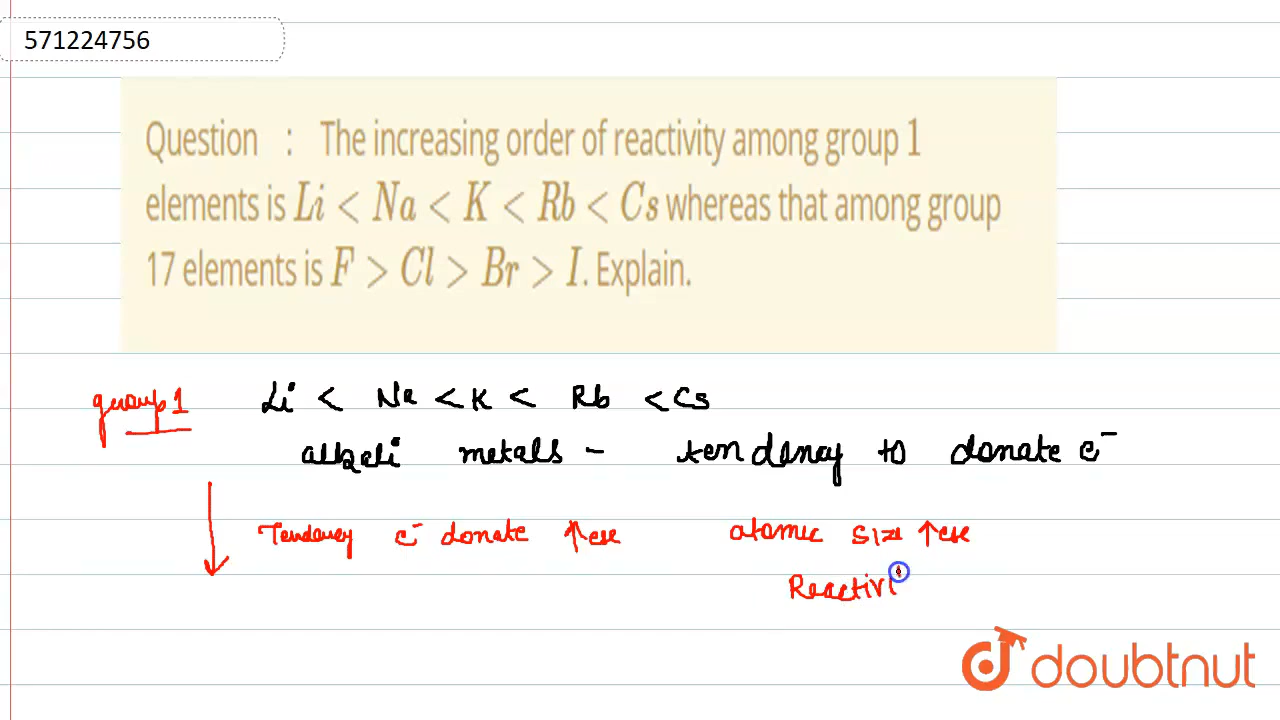 571224756
Question : The increasing order of reactivity among group 1
elements is Li < Na < K < Rb < Cs whereas that among group
17 elements is F > Cl > Br > I. Explain.
group 1 Li < Na < K < Rb < Cs
alkali metals - tendency to donate e⁻
Tendency e⁻ donate ↑es atomic size ↑es
Reactivi
doubtnut